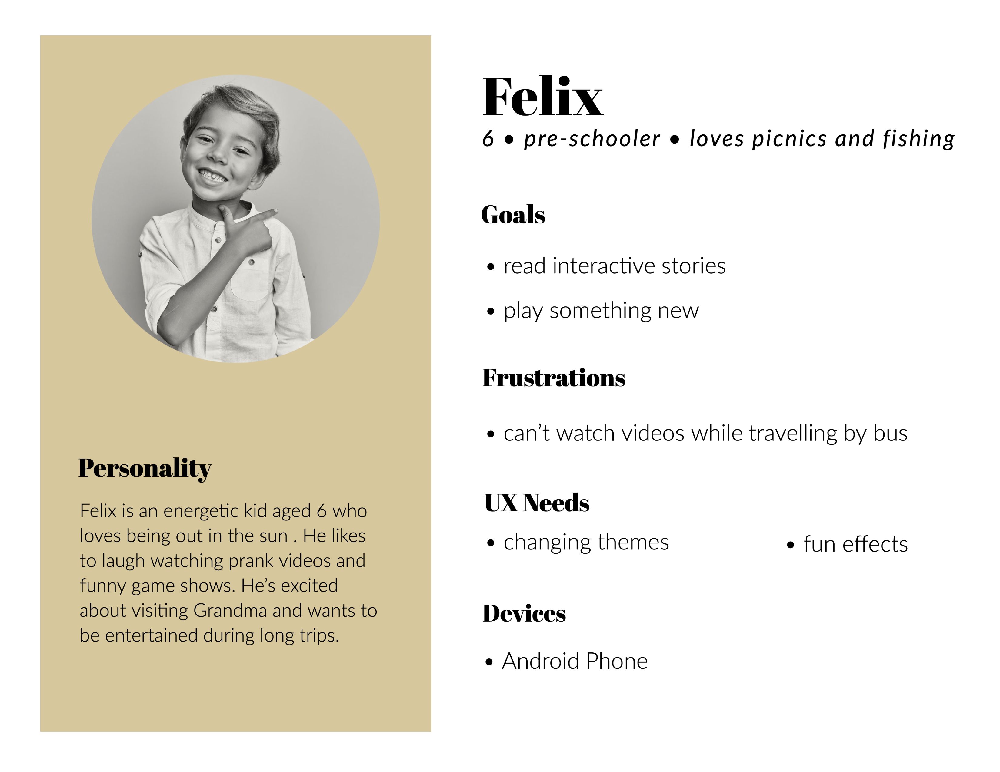 Felix
6 • pre-schooler • loves picnics and fishing
Goals
• read interactive stories
• play something new
Frustrations
• can’t watch videos while travelling by bus
UX Needs
• changing themes
• fun effects
Devices
• Android Phone
Personality
Felix is an energetic kid aged 6 who
loves being out in the sun . He likes
to laugh watching prank videos and
funny game shows. He’s excited
about visiting Grandma and wants to
be entertained during long trips.